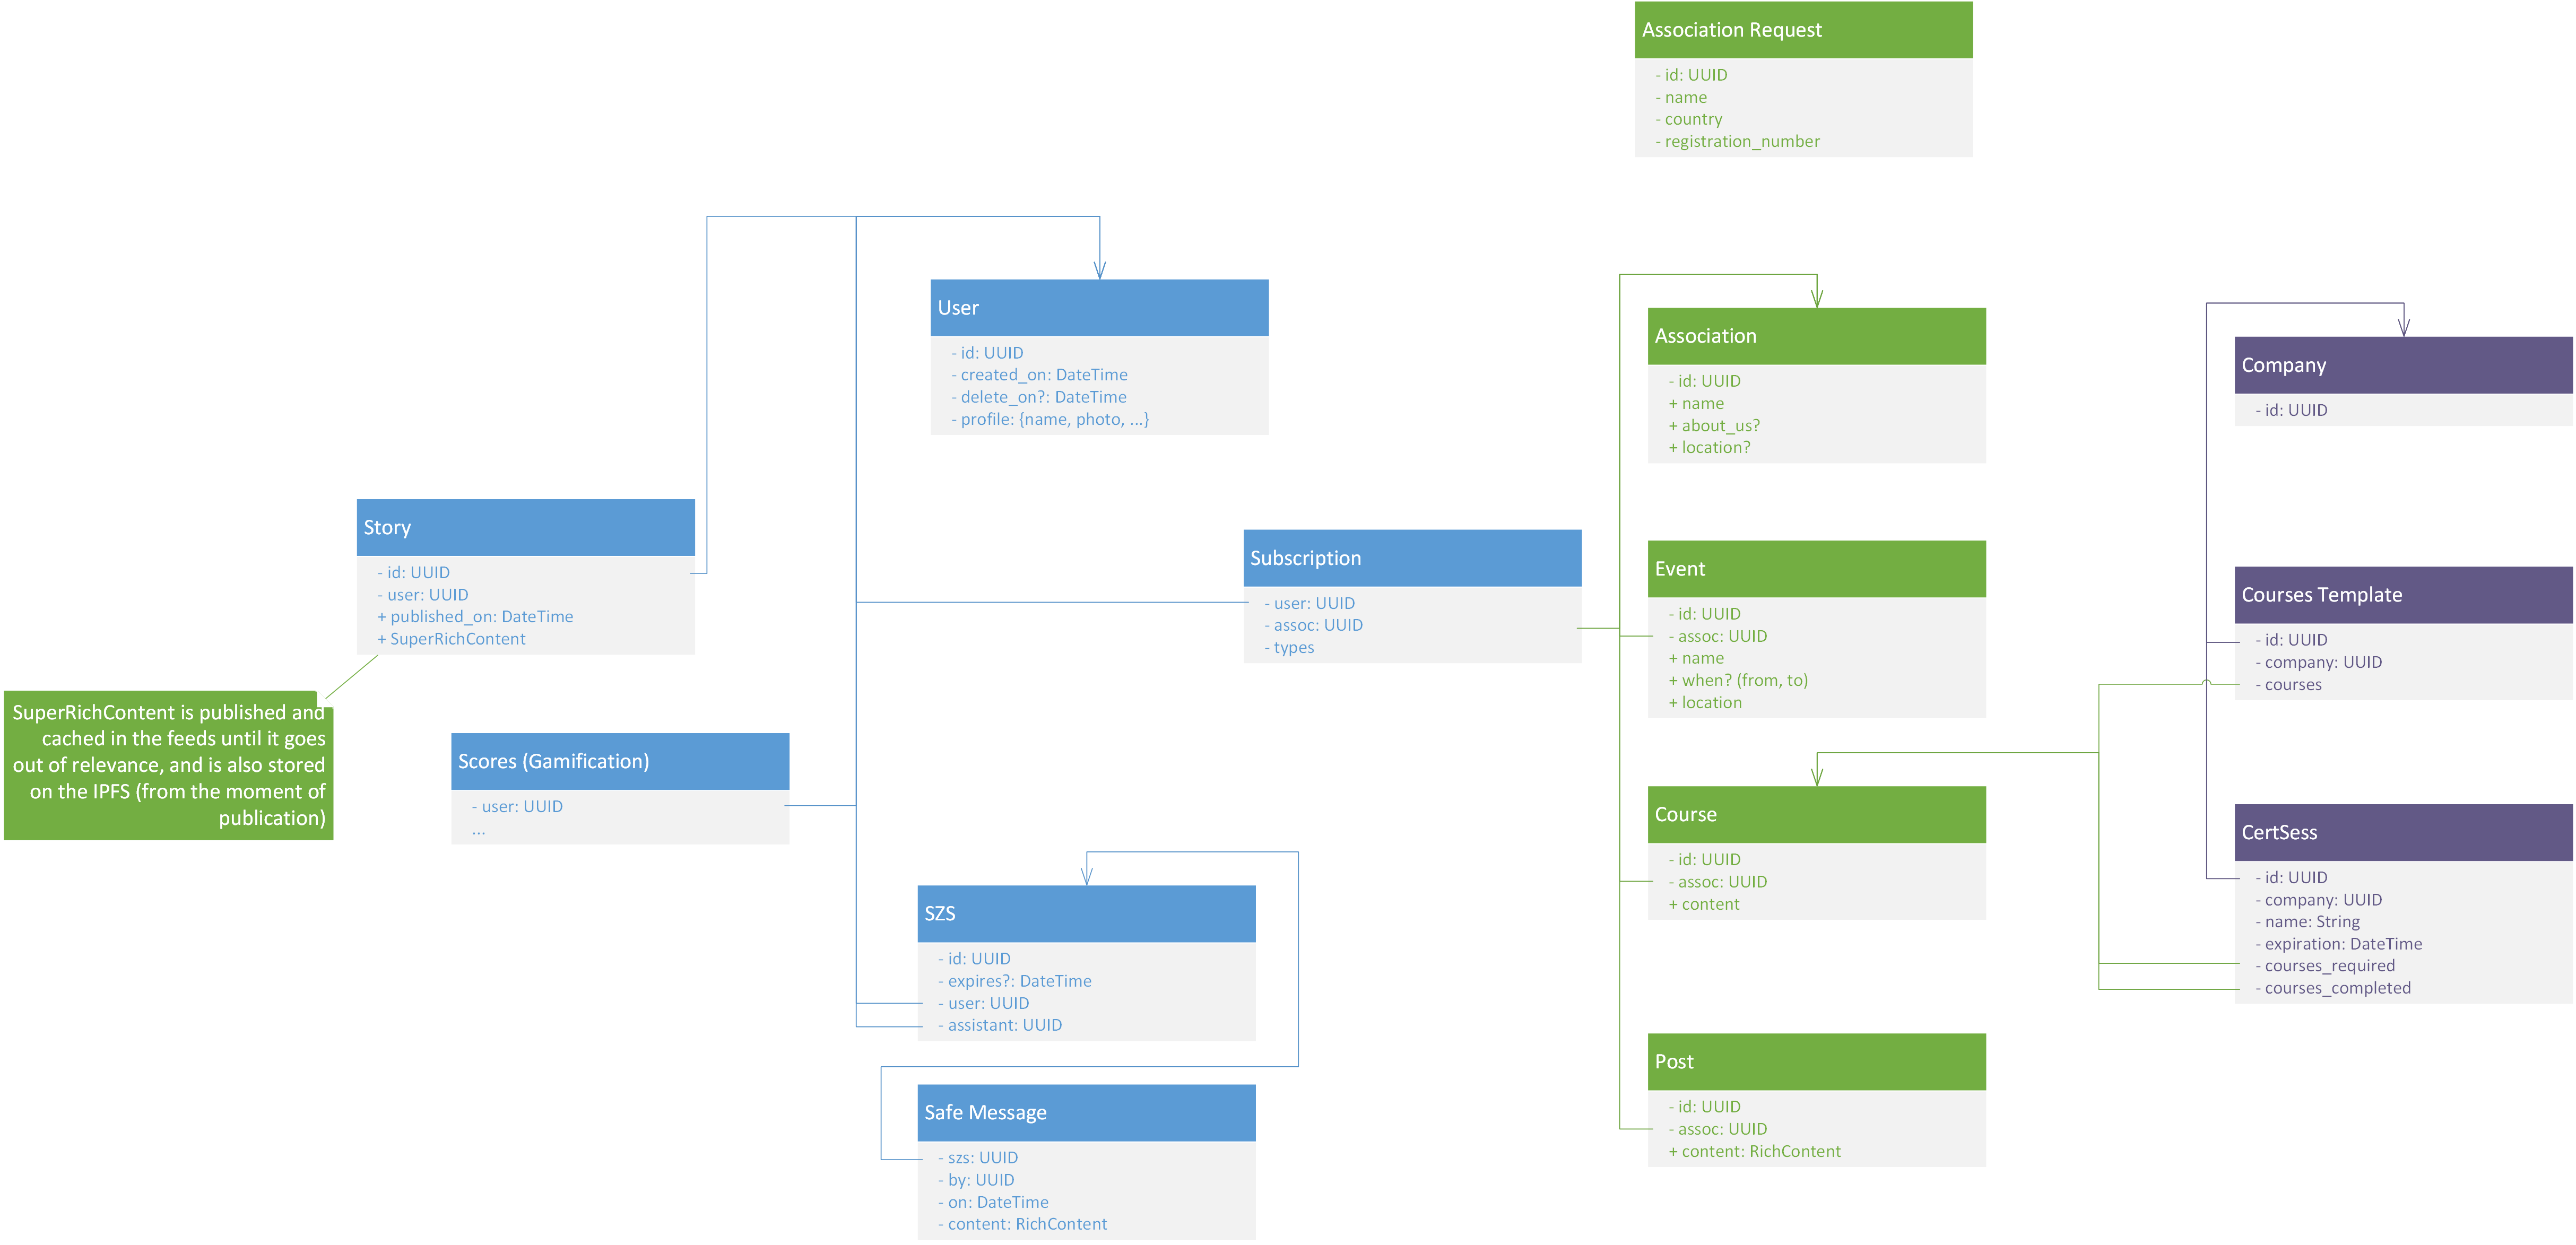 Association Request
- id: UUID
- name
- country
- registration_number
User
- id: UUID
- created_on: DateTime
- delete_on?: DateTime
- profile: {name, photo, ...}
Association
- id: UUID
+ name
+ about_us?
+ location?
Company
- id: UUID
Story
- id: UUID
- user: UUID
+ published_on: DateTime
+ SuperRichContent
Subscription
- user: UUID
- assoc: UUID
- types
Event
- id: UUID
- assoc: UUID
+ name
+ when? (from, to)
+ location
Courses Template
- id: UUID
- company: UUID
- courses
SuperRichContent is published and
cached in the feeds until it goes
out of relevance, and is also stored
on the IPFS (from the moment of
publication)
Scores (Gamification)
- user: UUID
...
Course
- id: UUID
- assoc: UUID
+ content
CertSess
- id: UUID
- company: UUID
- name: String
- expiration: DateTime
- courses_required
- courses_completed
SZS
- id: UUID
- expires?: DateTime
- user: UUID
- assistant: UUID
Post
- id: UUID
- assoc: UUID
+ content: RichContent
Safe Message
- szs: UUID
- by: UUID
- on: DateTime
- content: RichContent